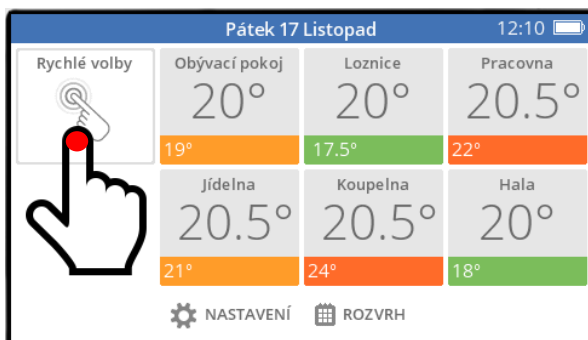 Pátek 17 Listopad 12:10
Rychlé volby
Obývací pokoj
20°
19°
Loznice
20°
17.5°
Pracovna
20.5°
22°
Jídelna
20.5°
21°
Koupelna
20.5°
24°
Hala
20°
18°
NASTAVENÍ ROZVRH